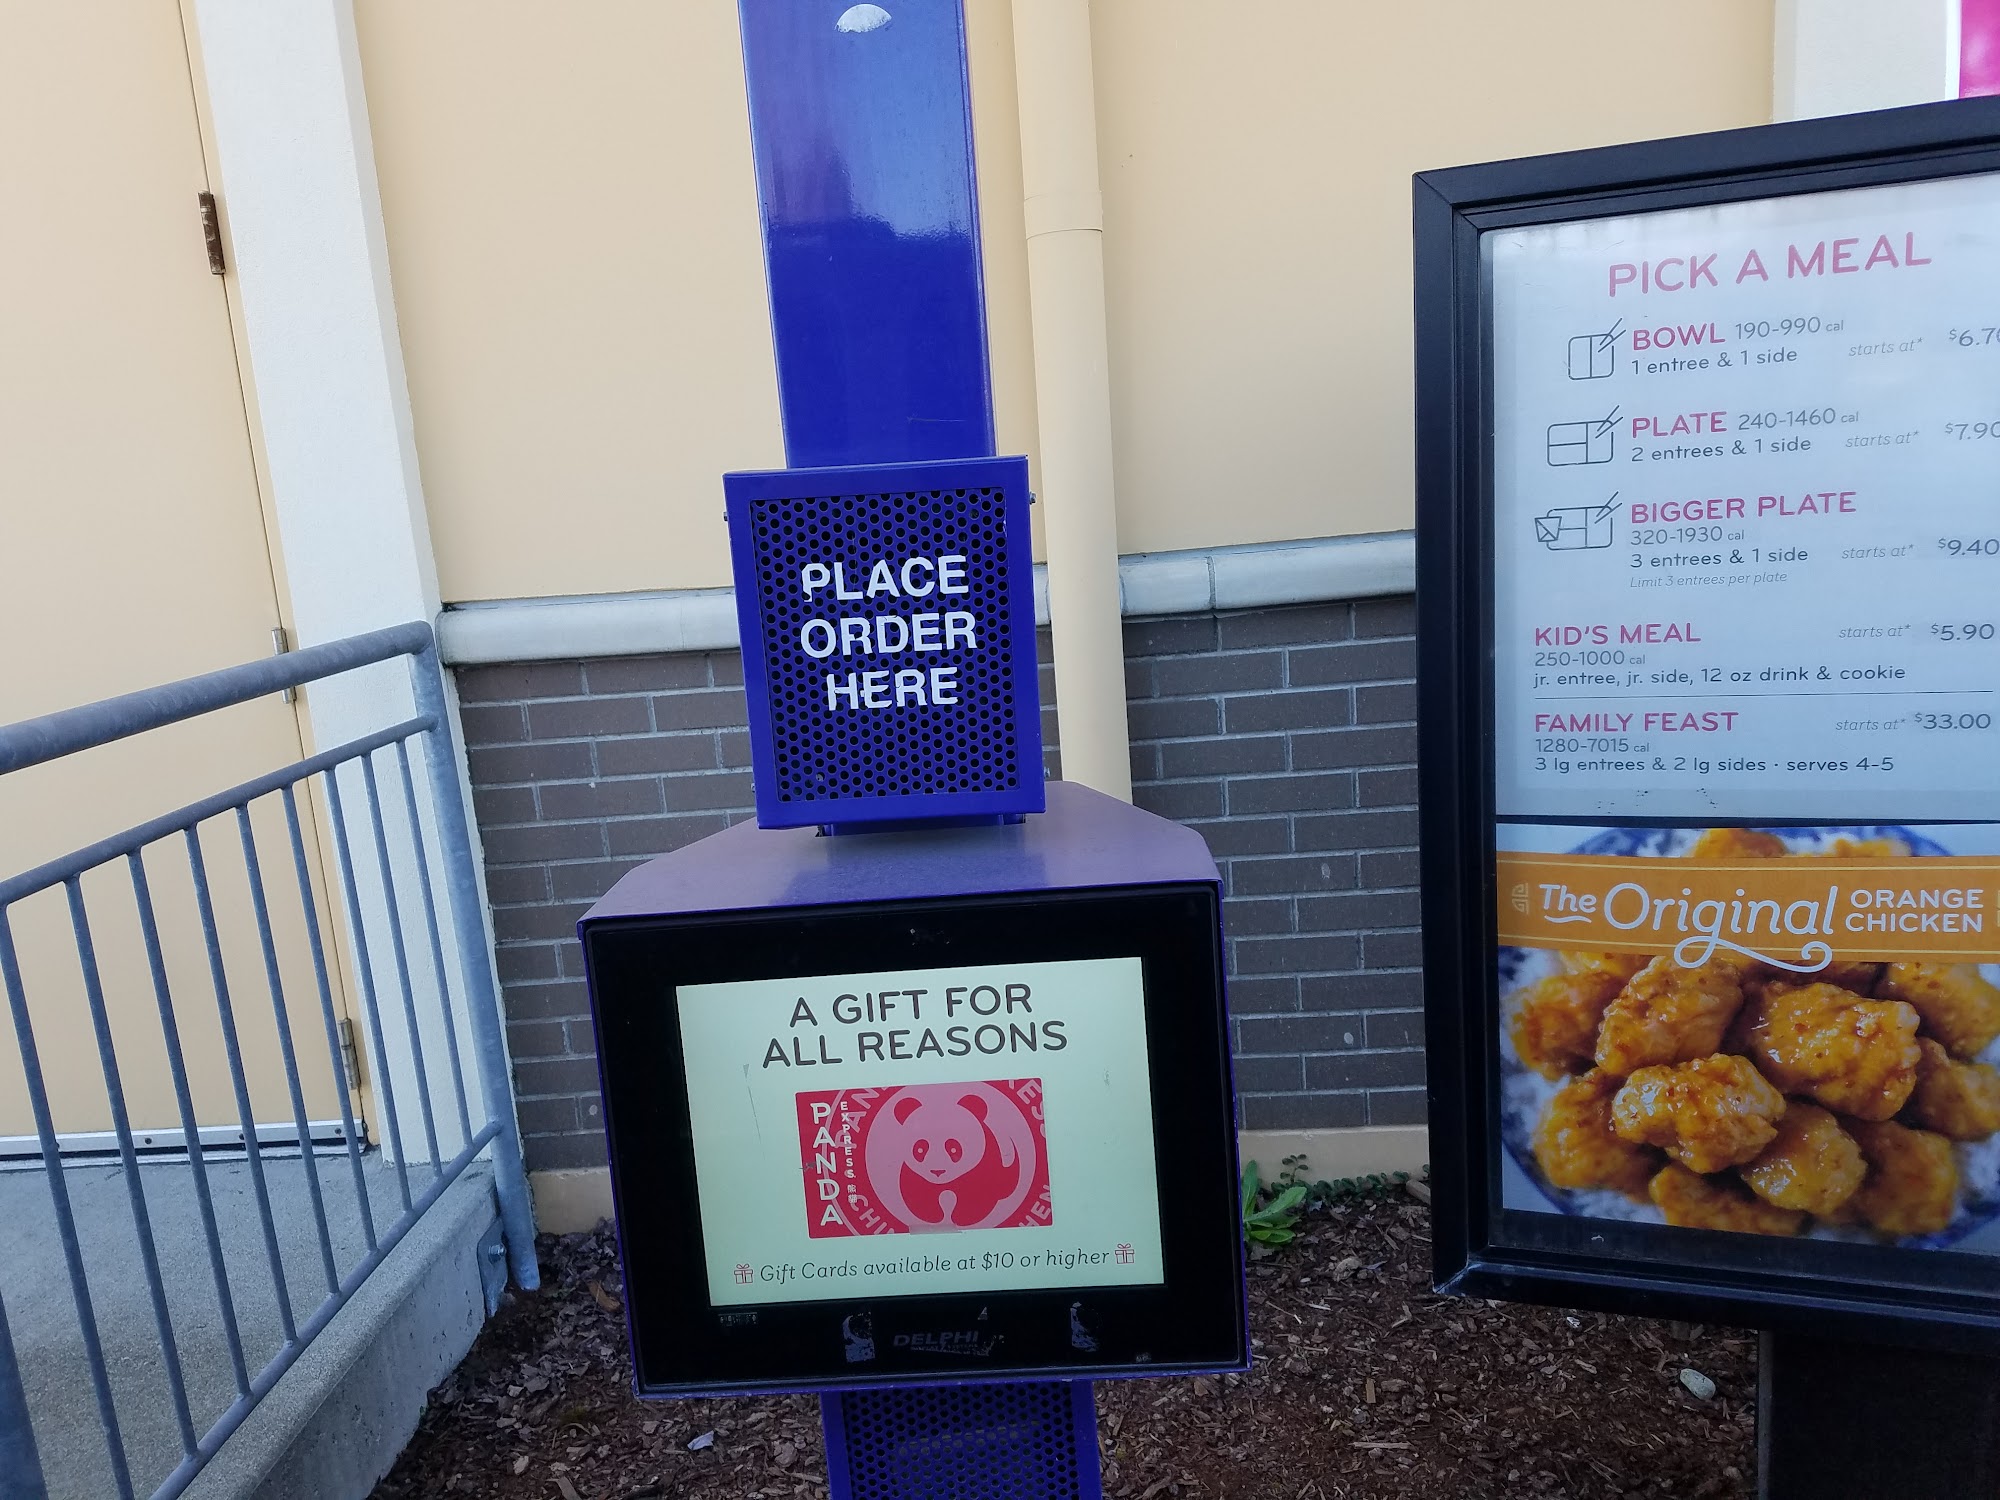 PLACE
ORDER
HERE
A GIFT FOR
ALL REASONS
PANDA
EXPRESS
Gift Cards available at $10 or higher
DELPHI
PICK A MEAL
BOWL 190-990 cal
1 entree & 1 side starts at* $6.70
PLATE 240-1460 cal
2 entrees & 1 side starts at* $7.90
BIGGER PLATE
320-1930 cal
3 entrees & 1 side starts at* $9.40
Limit 3 entrees per plate
KID'S MEAL starts at* $5.90
250-1000 cal
jr. entree, jr. side, 12 oz drink & cookie
FAMILY FEAST starts at* $33.00
1280-7015 cal
3 lg entrees & 2 lg sides · serves 4-5
The Original ORANGE
CHICKEN